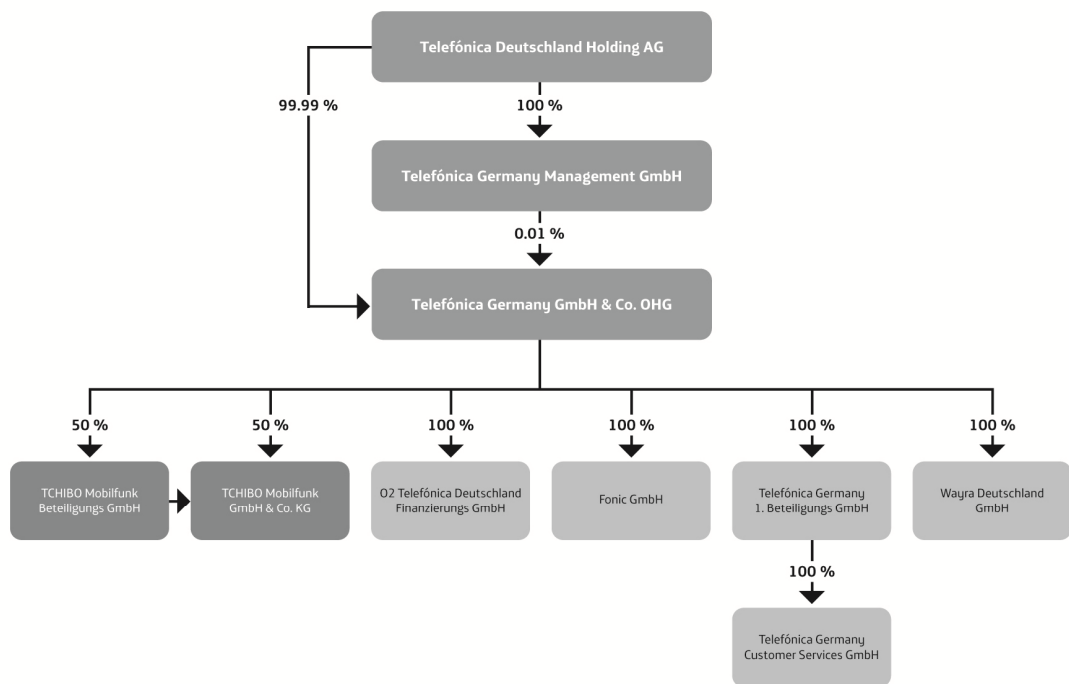 Telefónica Deutschland Holding AG
99.99 %
100 %
Telefónica Germany Management GmbH
0.01 %
Telefónica Germany GmbH & Co. OHG
50 %
50 %
100 %
100 %
100 %
100 %
TCHIBO Mobilfunk
Beteiligungs GmbH
TCHIBO Mobilfunk
GmbH & Co. KG
O2 Telefónica Deutschland
Finanzierungs GmbH
Fonic GmbH
Telefónica Germany
1. Beteiligungs GmbH
Wayra Deutschland
GmbH
100 %
Telefónica Germany
Customer Services GmbH